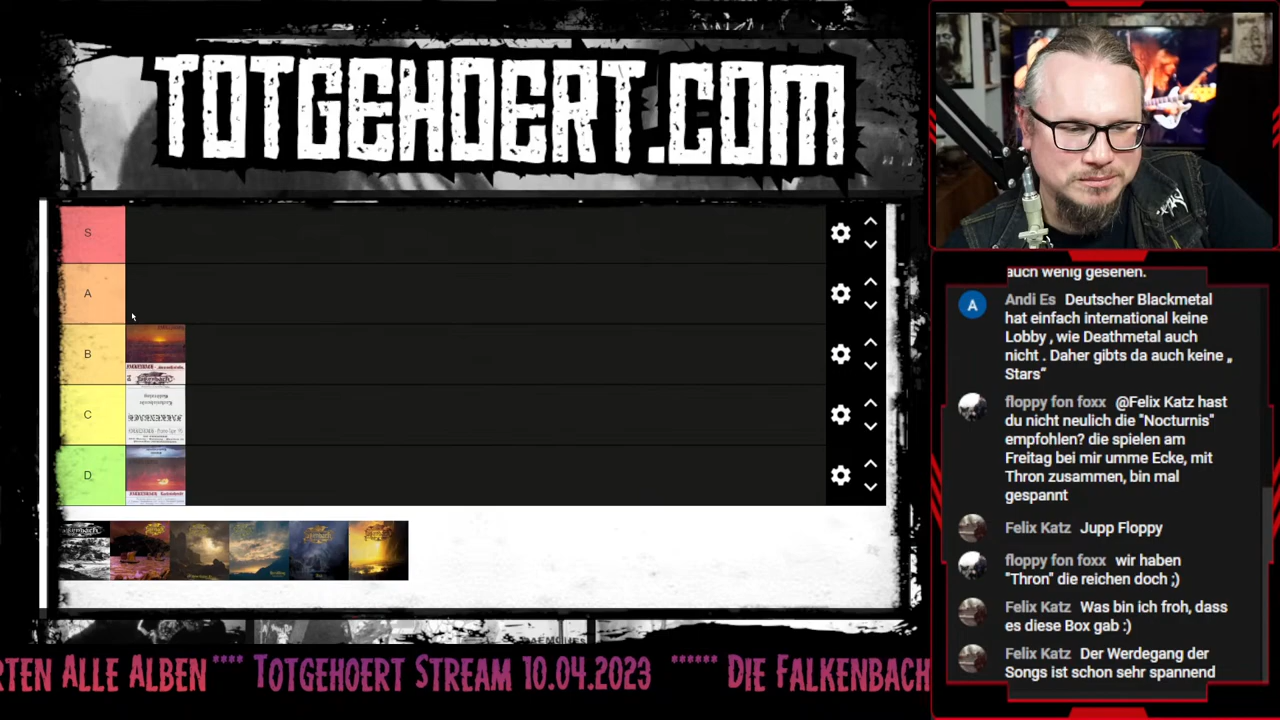 TOTGEHOERT.COM
S
A
B
C
D
RTEN ALLE ALBEN **** TOTGEHOERT STREAM 10.04.2023 ****** DIE FALKENBACH
auch wenig gesehen.
A Andi Es Deutscher Blackmetal
hat einfach international keine
Lobby , wie Deathmetal auch
nicht . Daher gibts da auch keine „
Stars“
floppy fon foxx @Felix Katz hast
du nicht neulich die "Nocturnis"
empfohlen? die spielen am
Freitag bei mir umme Ecke, mit
Thron zusammen, bin mal
gespannt
Felix Katz Jupp Floppy
floppy fon foxx wir haben
"Thron" die reichen doch ;)
Felix Katz Was bin ich froh, dass
es diese Box gab :)
Felix Katz Der Werdegang der
Songs ist schon sehr spannend